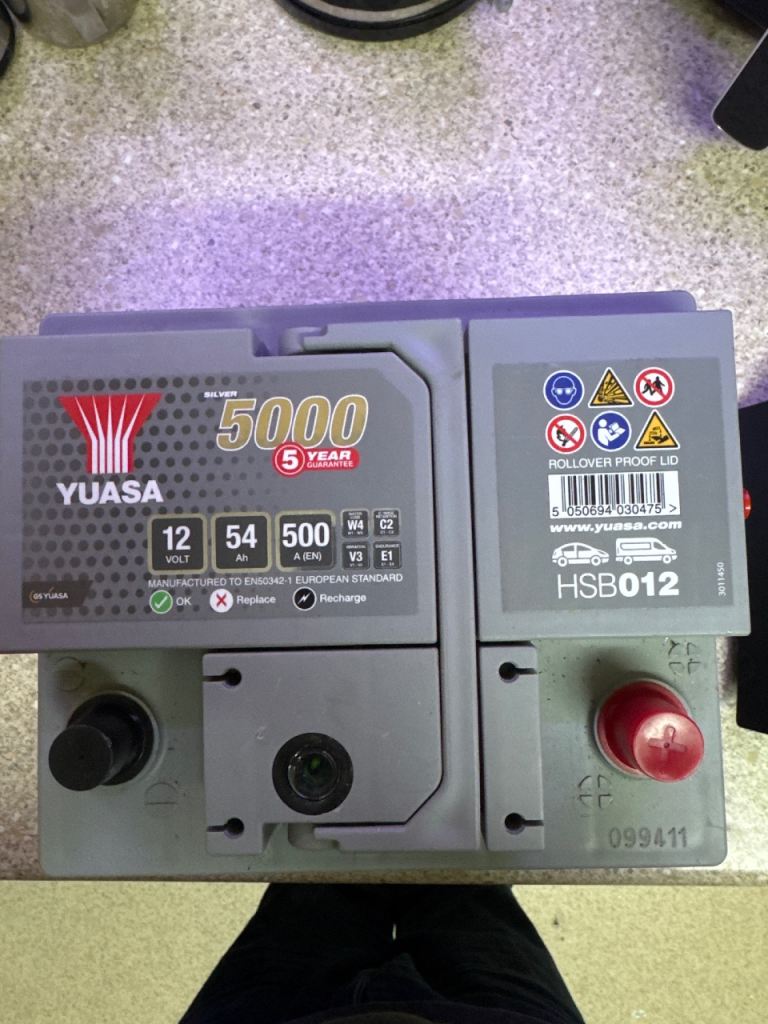 SILVER
5000
5 YEAR
GUARANTEE
YUASA
12
VOLT
54
Ah
500
A (EN)
W4
C2
V3
E1
MANUFACTURED TO EN50342-1 EUROPEAN STANDARD
GS YUASA
OK
Replace
Recharge
ROLLOVER PROOF LID
5 050694 030475 >
www.yuasa.com
HSB012
3011450
099411